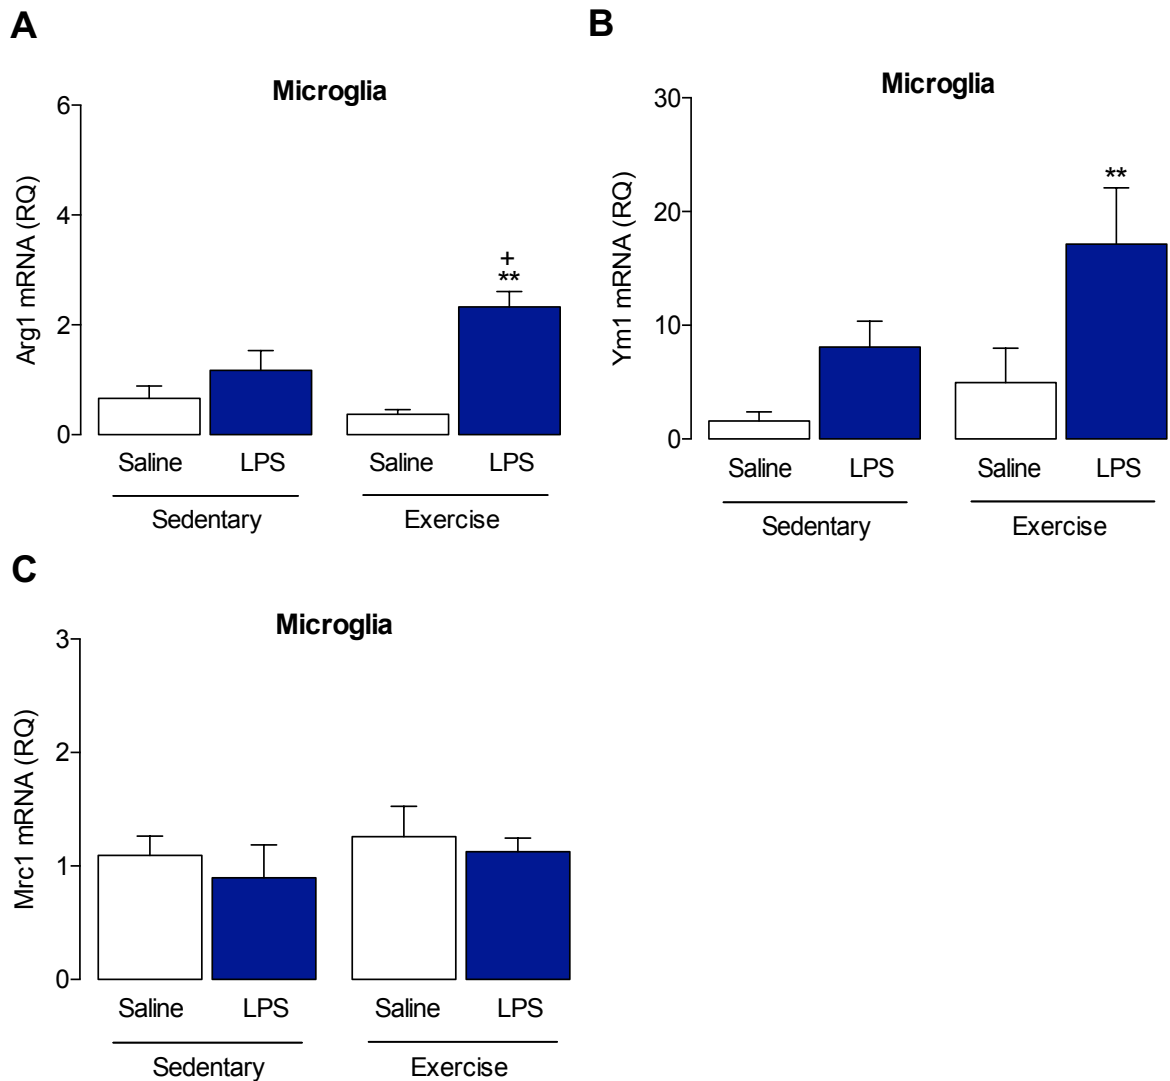 A
Microglia
6
4
2
0
Arg1 mRNA (RQ)
+
**
Saline LPS Saline LPS
Sedentary Exercise
B
Microglia
30
20
10
0
Ym1 mRNA (RQ)
**
Saline LPS Saline LPS
Sedentary Exercise
C
Microglia
3
2
1
0
Mrc1 mRNA (RQ)
Saline LPS Saline LPS
Sedentary Exercise